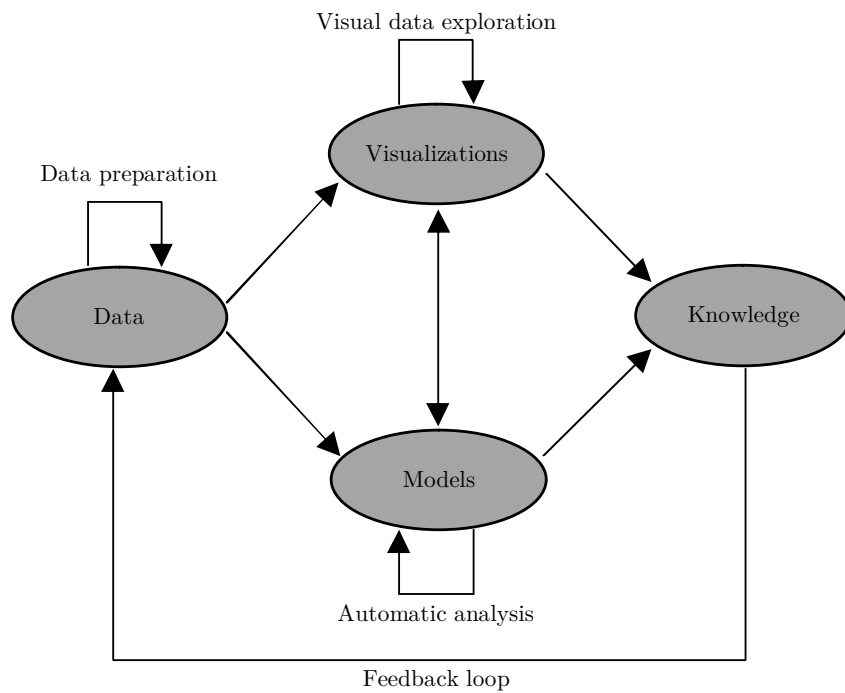 Visual data exploration
Visualizations
Data preparation
Data
Knowledge
Models
Automatic analysis
Feedback loop